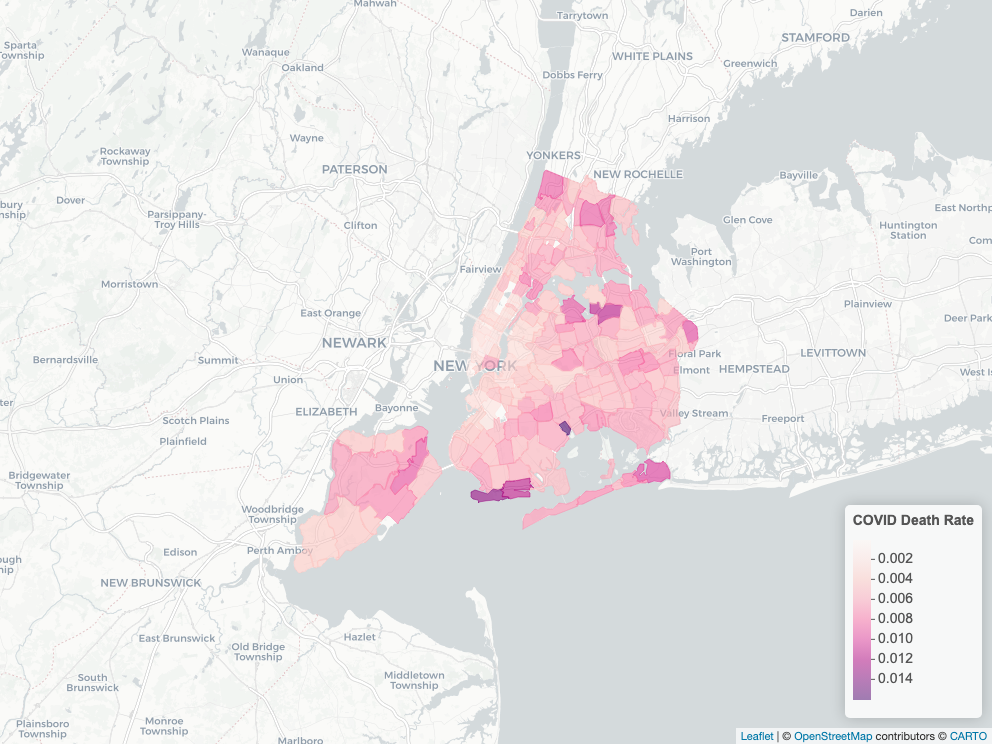 Mahwah
Tarrytown
Darien
Sparta
Township
STAMFORD
Wanaque
WHITE PLAINS
Oakland
Greenwich
Dobbs Ferry
Harrison
Wayne
Rockaway
Township
YONKERS
PATERSON
NEW ROCHELLE
Bayville
Dover
bury
nship
Parsippany-
Troy Hills
Clifton
Glen Cove
East Northp
Huntington
Station
Com
Port
Washington
Fairview
Morristown
Plainview
East Orange
Deer Park
NEWARK
Floral Park
LEVITTOWN
Bernardsville
Summit
NEW YORK
Elmont
HEMPSTEAD
West Is
Union
ter
Bayonne
ELIZABETH
Valley Stream
Freeport
Scotch Plains
Plainfield
Bridgewater
Township
Woodbridge
Township
COVID Death Rate
0.002
0.004
0.006
0.008
0.010
0.012
0.014
Edison
Perth Amboy
ough
hip
NEW BRUNSWICK
East Brunswick
Hazlet
Old Bridge
Township
South
Brunswick
Middletown
Township
Plainsboro
Township
Monroe
Township
Marlboro
Leaflet | © OpenStreetMap contributors © CARTO